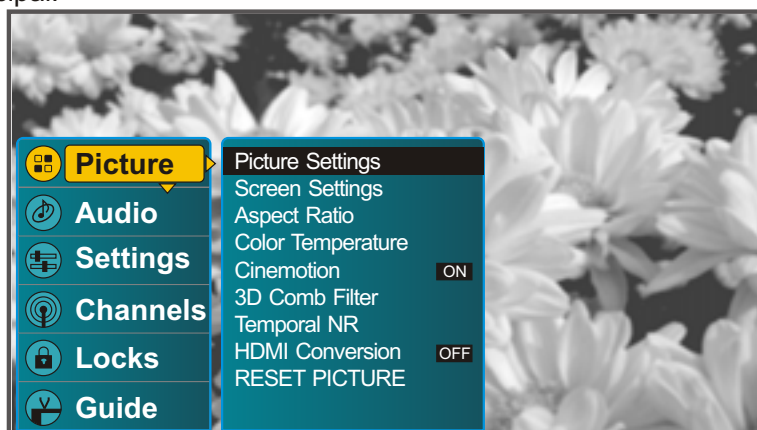 Picture
Audio
Settings
Channels
Locks
Guide
Picture Settings
Screen Settings
Aspect Ratio
Color Temperature
Cinemotion ON
3D Comb Filter
Temporal NR
HDMI Conversion OFF
RESET PICTURE